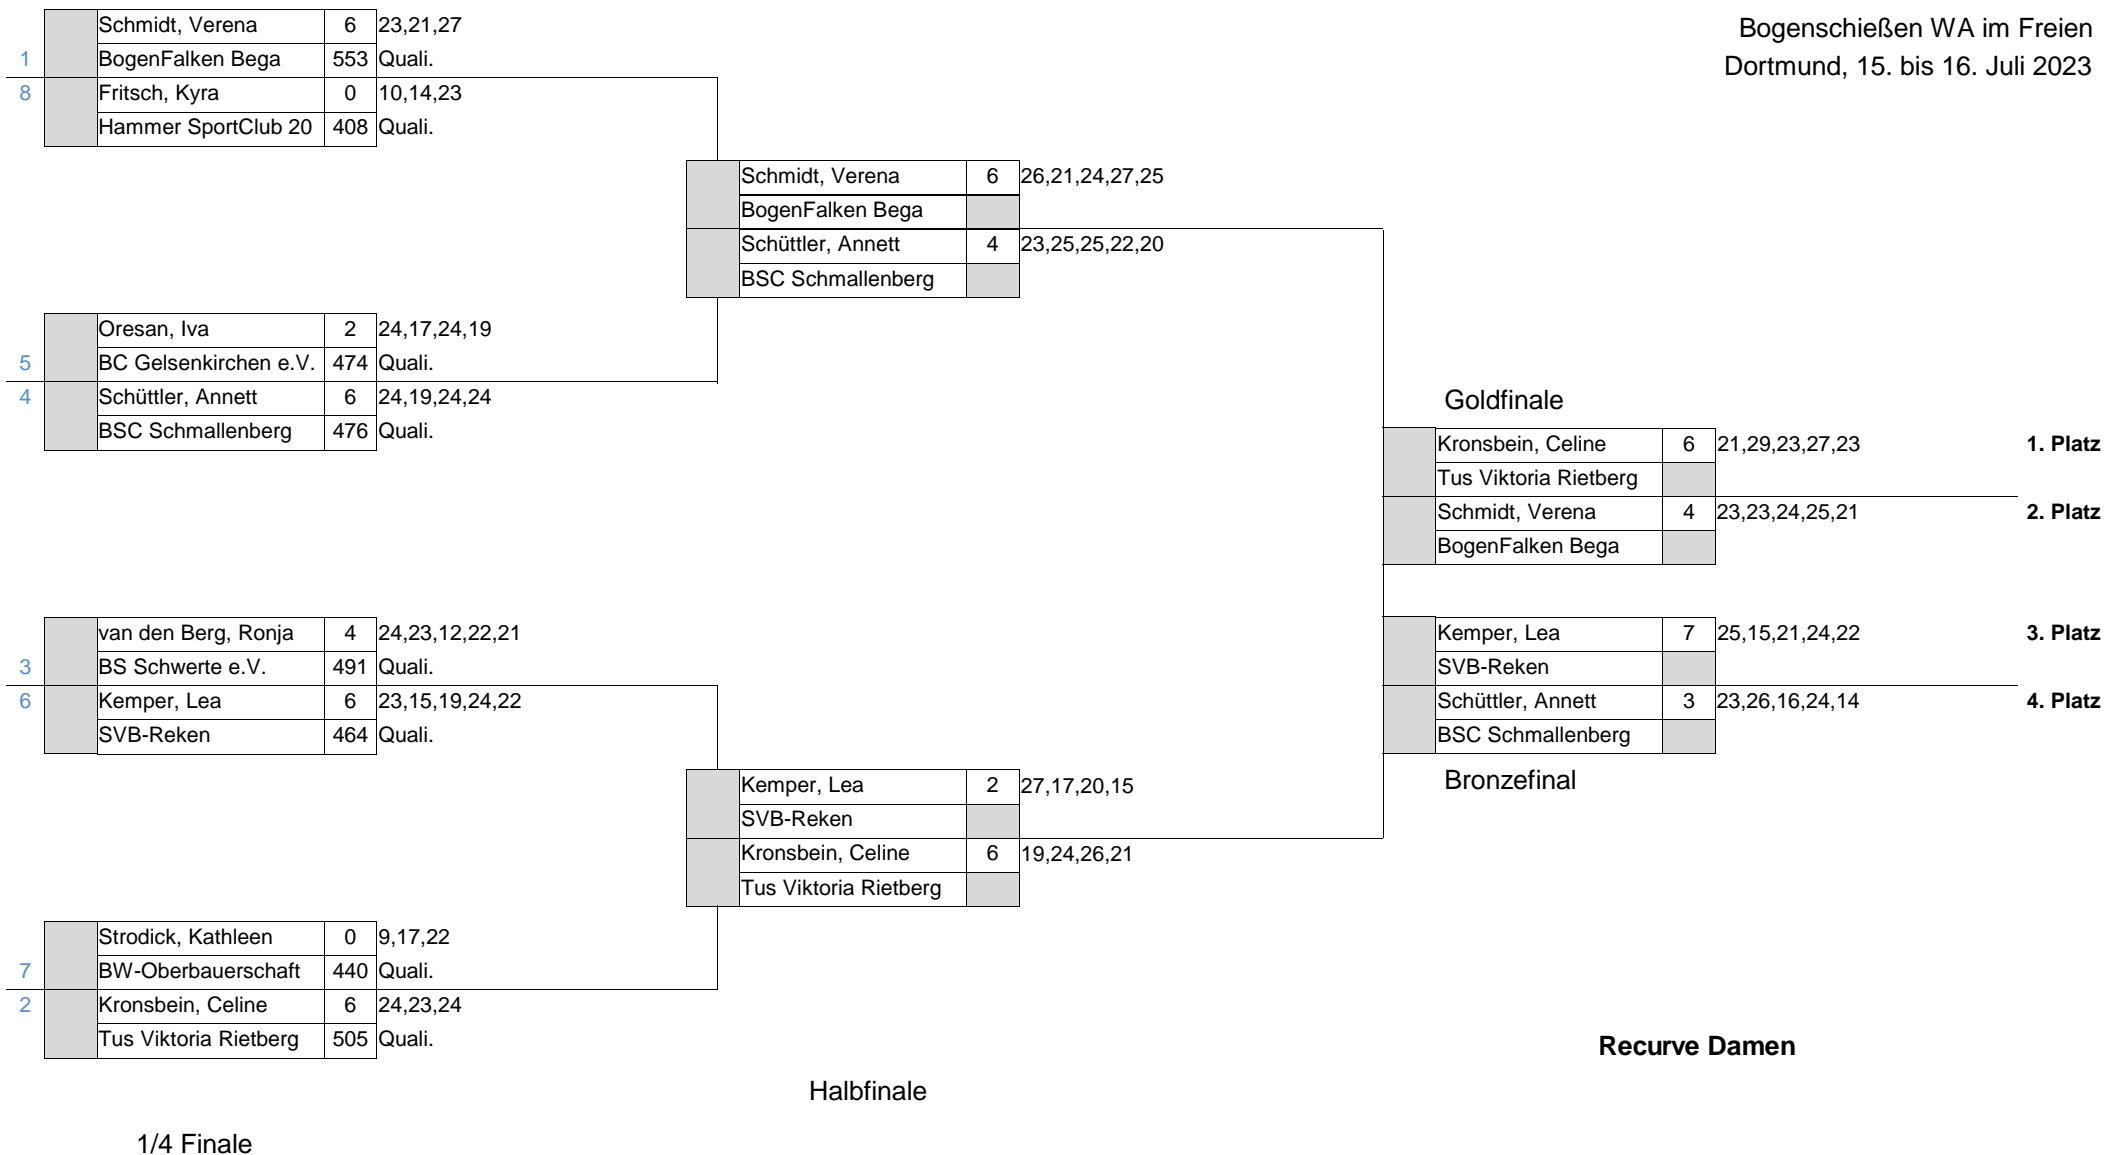 Bogenschießen WA im Freien
Dortmund, 15. bis 16. Juli 2023
Schmidt, Verena 6 23,21,27
1 BogenFalken Bega 553 Quali.
8 Fritsch, Kyra 0 10,14,23
Hammer SportClub 20 408 Quali.
Schmidt, Verena 6 26,21,24,27,25
BogenFalken Bega
Schüttler, Annett 4 23,25,25,22,20
BSC Schmallenberg
Oresan, Iva 2 24,17,24,19
5 BC Gelsenkirchen e.V. 474 Quali.
4 Schüttler, Annett 6 24,19,24,24
BSC Schmallenberg 476 Quali.
Goldfinale
Kronsbein, Celine 6 21,29,23,27,23 1. Platz
Tus Viktoria Rietberg
Schmidt, Verena 4 23,23,24,25,21 2. Platz
BogenFalken Bega
van den Berg, Ronja 4 24,23,12,22,21
3 BS Schwerte e.V. 491 Quali.
6 Kemper, Lea 6 23,15,19,24,22
SVB-Reken 464 Quali.
Kemper, Lea 7 25,15,21,24,22 3. Platz
SVB-Reken
Schüttler, Annett 3 23,26,16,24,14 4. Platz
BSC Schmallenberg
Bronzefinal
Kemper, Lea 2 27,17,20,15
SVB-Reken
Kronsbein, Celine 6 19,24,26,21
Tus Viktoria Rietberg
Strodick, Kathleen 0 9,17,22
7 BW-Oberbauerschaft 440 Quali.
2 Kronsbein, Celine 6 24,23,24
Tus Viktoria Rietberg 505 Quali.
Recurve Damen
Halbfinale
1/4 Finale